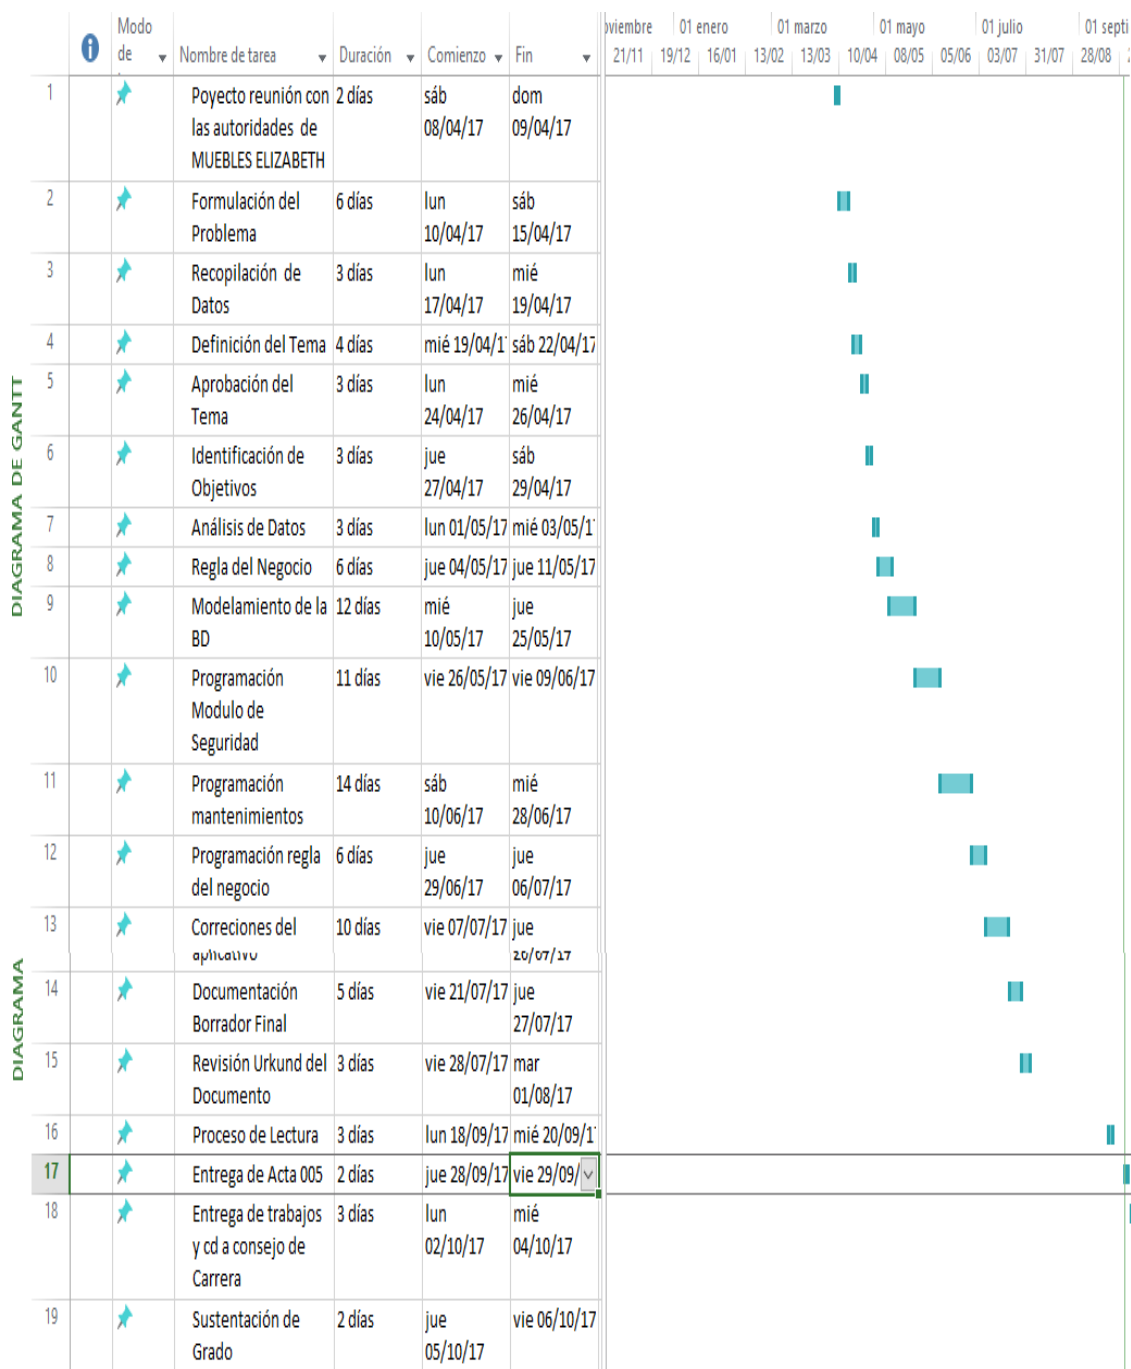 Modo
de
Nombre de tarea
Duración
Comienzo
Fin
01 enero
01 marzo
01 mayo
01 julio
21/11 19/12 16/01 13/02 13/03 10/04 08/05 05/06 03/07 31/07 28/08
DIAGRAMA DE GANTT
1 Poyecto reunión con 2 días sáb dom
las autoridades de 08/04/17 09/04/17
MUEBLES ELIZABETH
2 Formulación del 6 días lun sáb
Problema 10/04/17 15/04/17
3 Recopilación de 3 días lun mié
Datos 17/04/17 19/04/17
4 Definición del Tema 4 días mié 19/04/1 sáb 22/04/17
5 Aprobación del 3 días lun mié
Tema 24/04/17 26/04/17
6 Identificación de 3 días jue sáb
Objetivos 27/04/17 29/04/17
7 Análisis de Datos 3 días lun 01/05/17 mié 03/05/1
8 Regla del Negocio 6 días jue 04/05/17 jue 11/05/17
9 Modelamiento de la 12 días mié jue
BD 10/05/17 25/05/17
10 Programación 11 días vie 26/05/17 vie 09/06/17
Modulo de
Seguridad
11 Programación 14 días sáb mié
mantenimientos 10/06/17 28/06/17
12 Programación regla 6 días jue jue
del negocio 29/06/17 06/07/17
13 Correciones del 10 días vie 07/07/17 jue
aplicativo
DIAGRAMA
14 Documentación 5 días vie 21/07/17 jue
Borrador Final 27/07/17
15 Revisión Urkund del 3 días vie 28/07/17 mar
Documento 01/08/17
16 Proceso de Lectura 3 días lun 18/09/17 mié 20/09/1
17 Entrega de Acta 005 2 días jue 28/09/17 vie 29/09/
18 Entrega de trabajos 3 días lun mié
y cd a consejo de 02/10/17 04/10/17
Carrera
19 Sustentación de 2 días jue vie 06/10/17
Grado 05/10/17